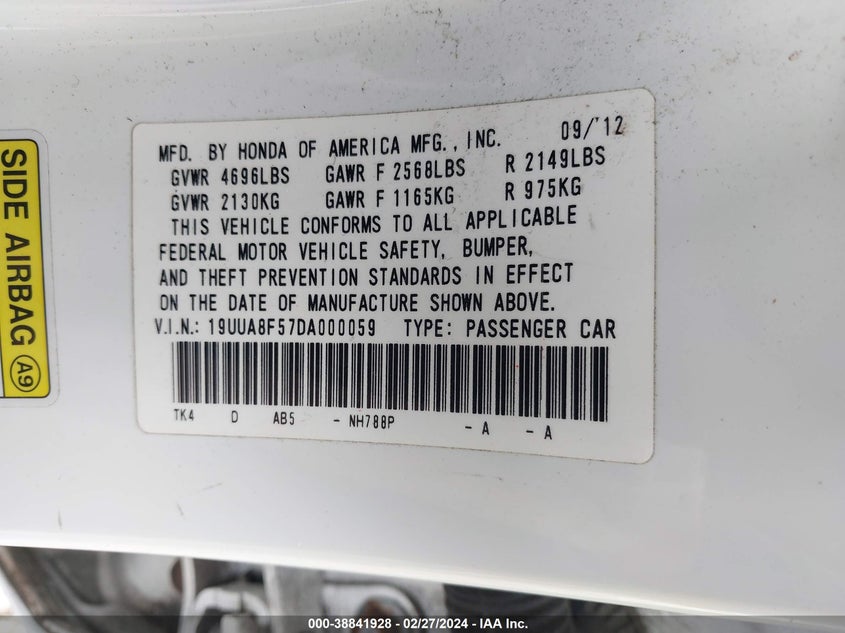 SIDE AIRBAG A9
MFD. BY HONDA OF AMERICA MFG., INC. 09/'12
GVWR 4696LBS GAWR F 2568LBS R 2149LBS
GVWR 2130KG GAWR F 1165KG R 975KG
THIS VEHICLE CONFORMS TO ALL APPLICABLE
FEDERAL MOTOR VEHICLE SAFETY, BUMPER,
AND THEFT PREVENTION STANDARDS IN EFFECT
ON THE DATE OF MANUFACTURE SHOWN ABOVE.
V.I.N.: 19UUA8F57DA000059 TYPE: PASSENGER CAR
TK4 D AB5 - NH788P - A - A
000-38841928 - 02/27/2024 - IAA Inc.